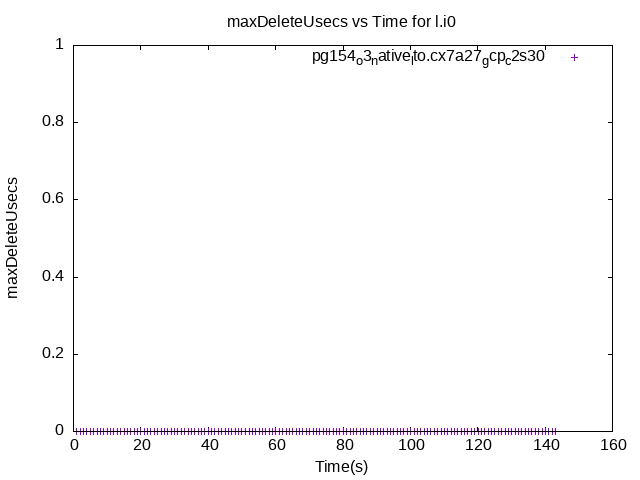 maxDeleteUsecs vs Time for l.i0
pg154o3nativelto.cx7a27gcpc2s30
maxDeleteUsecs
1
0.8
0.6
0.4
0.2
0
0 20 40 60 80 100 120 140 160
Time(s)